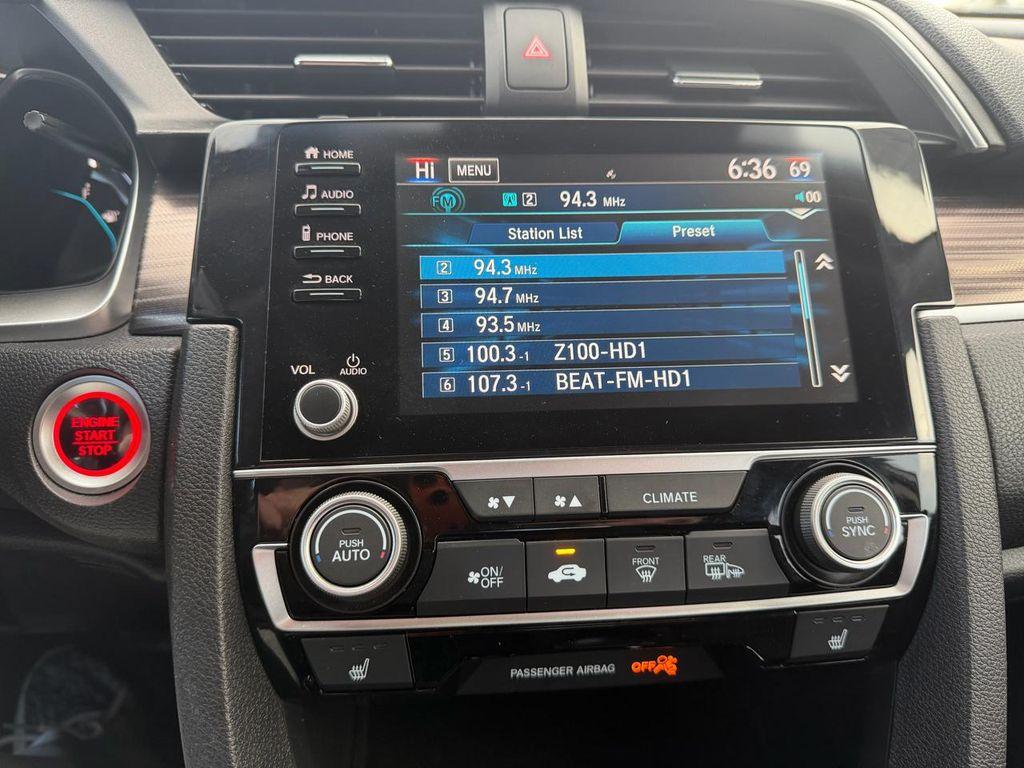 HOME
AUDIO
PHONE
BACK
VOL
AUDIO
Hi MENU 6:36 69
FM 2 94.3 MHz 00
Station List Preset
2 94.3 MHz
3 94.7 MHz
4 93.5 MHz
5 100.3-1 Z100-HD1
6 107.3-1 BEAT-FM-HD1
ENGINE
START
STOP
CLIMATE
PUSH
AUTO
PUSH
SYNC
ON/
OFF
FRONT
REAR
PASSENGER AIRBAG OFF